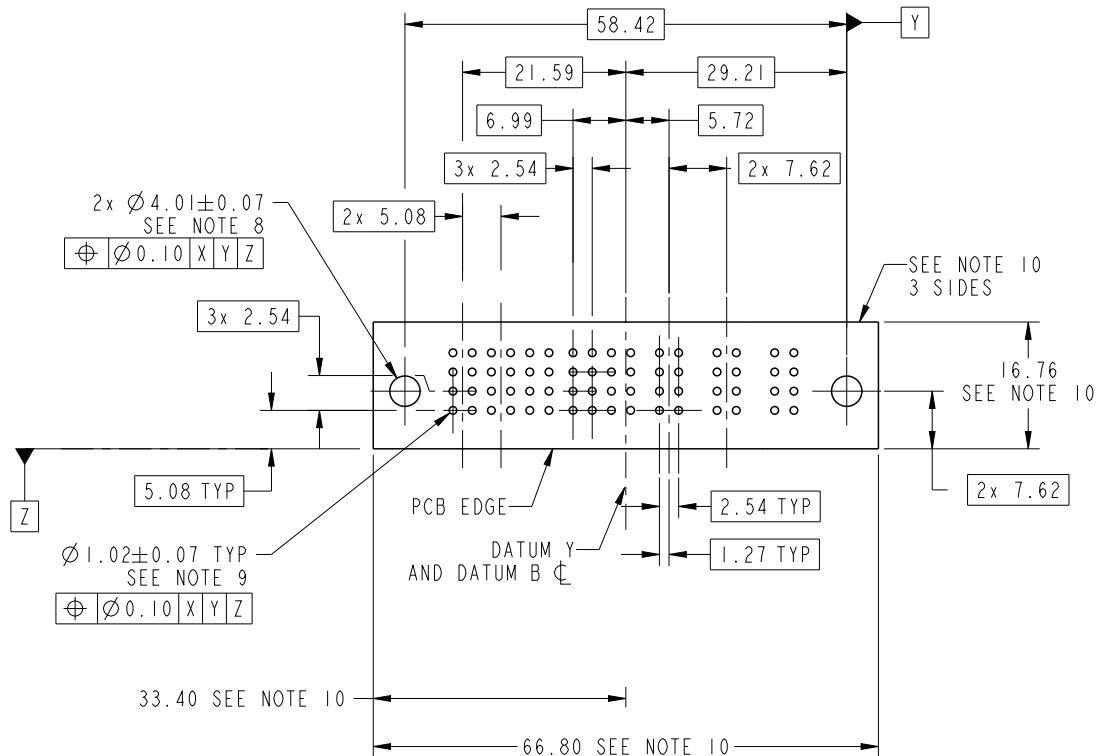 58.42
Y
21.59
29.21
6.99
5.72
3x 2.54
2x 7.62
2x Ø4.01±0.07
SEE NOTE 8
⌖ Ø0.10 X Y Z
2x 5.08
SEE NOTE 10
3 SIDES
3x 2.54
16.76
SEE NOTE 10
5.08 TYP
Z
PCB EDGE
2.54 TYP
2x 7.62
Ø1.02±0.07 TYP
SEE NOTE 9
⌖ Ø0.10 X Y Z
DATUM Y
AND DATUM B ℄
1.27 TYP
33.40 SEE NOTE 10
66.80 SEE NOTE 10